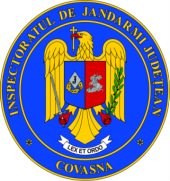 INSPECTORATUL DE JANDARMI JUDEȚEAN
LEX ET ORDO
COVASNA